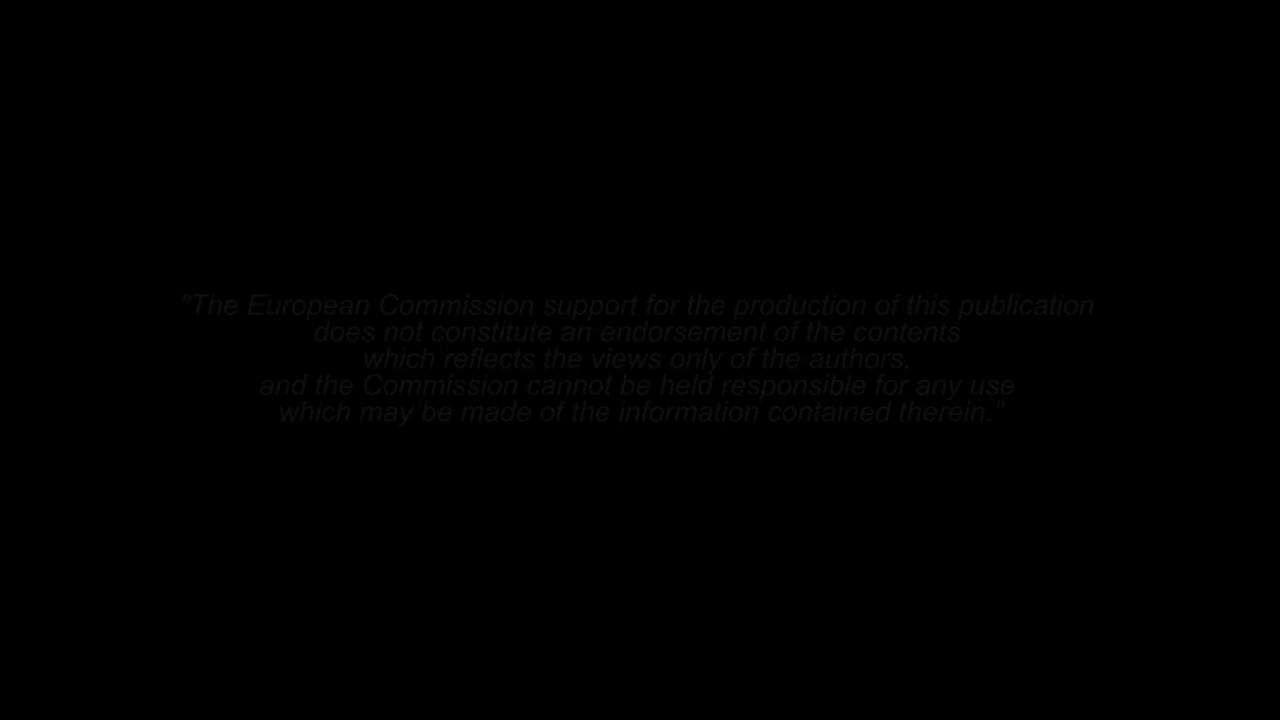 "The European Commission support for the production of this publication
does not constitute an endorsement of the contents
which reflects the views only of the authors,
and the Commission cannot be held responsible for any use
which may be made of the information contained therein."